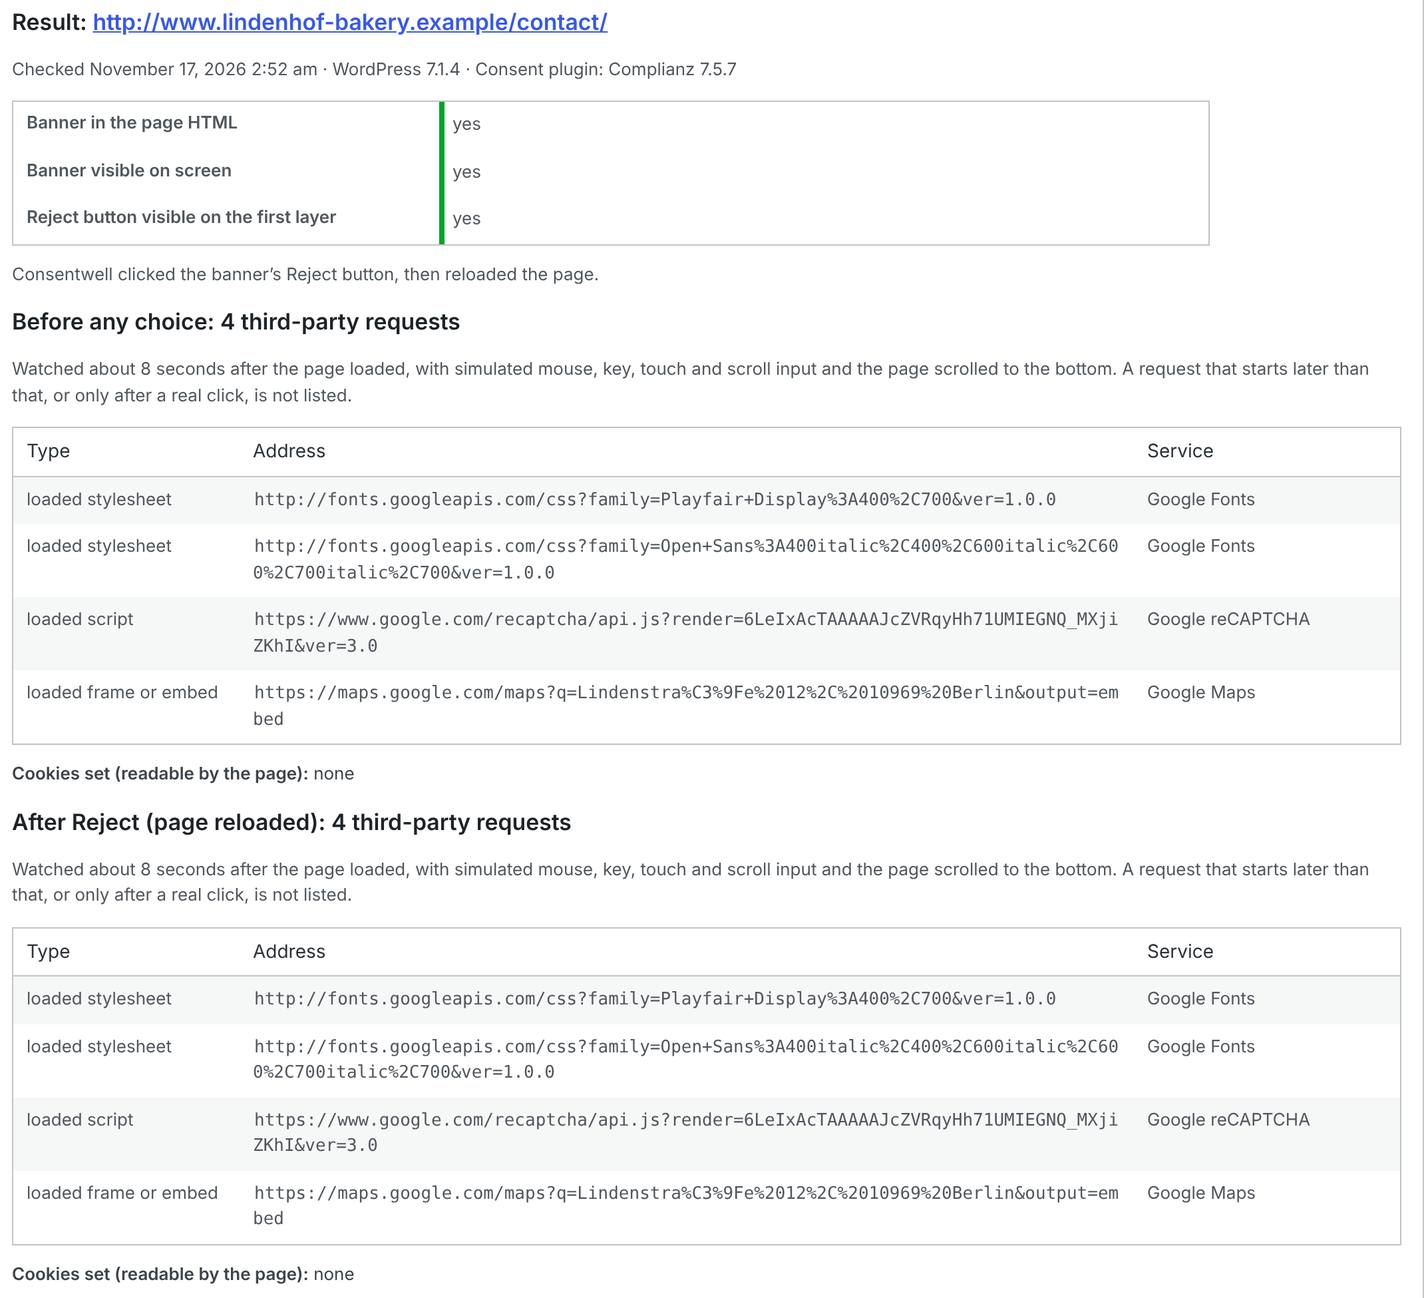 Result: http://www.lindenhof-bakery.example/contact/
Checked November 17, 2026 2:52 am · WordPress 7.1.4 · Consent plugin: Complianz 7.5.7
Banner in the page HTML yes
Banner visible on screen yes
Reject button visible on the first layer yes
Consentwell clicked the banner’s Reject button, then reloaded the page.
Before any choice: 4 third-party requests
Watched about 8 seconds after the page loaded, with simulated mouse, key, touch and scroll input and the page scrolled to the bottom. A request that starts later than
that, or only after a real click, is not listed.
Type Address Service
loaded stylesheet http://fonts.googleapis.com/css?family=Playfair+Display%3A400%2C700&ver=1.0.0 Google Fonts
loaded stylesheet http://fonts.googleapis.com/css?family=Open+Sans%3A400italic%2C400%2C600italic%2C60 Google Fonts
0%2C700italic%2C700&ver=1.0.0
loaded script https://www.google.com/recaptcha/api.js?render=6LeIxAcTAAAAAJcZVRqyHh71UMIEGNQ_MXji Google reCAPTCHA
ZKhI&ver=3.0
loaded frame or embed https://maps.google.com/maps?q=Lindenstra%C3%9Fe%2012%2C%2010969%20Berlin&output=em Google Maps
bed
Cookies set (readable by the page): none
After Reject (page reloaded): 4 third-party requests
Watched about 8 seconds after the page loaded, with simulated mouse, key, touch and scroll input and the page scrolled to the bottom. A request that starts later than
that, or only after a real click, is not listed.
Type Address Service
loaded stylesheet http://fonts.googleapis.com/css?family=Playfair+Display%3A400%2C700&ver=1.0.0 Google Fonts
loaded stylesheet http://fonts.googleapis.com/css?family=Open+Sans%3A400italic%2C400%2C600italic%2C60 Google Fonts
0%2C700italic%2C700&ver=1.0.0
loaded script https://www.google.com/recaptcha/api.js?render=6LeIxAcTAAAAAJcZVRqyHh71UMIEGNQ_MXji Google reCAPTCHA
ZKhI&ver=3.0
loaded frame or embed https://maps.google.com/maps?q=Lindenstra%C3%9Fe%2012%2C%2010969%20Berlin&output=em Google Maps
bed
Cookies set (readable by the page): none